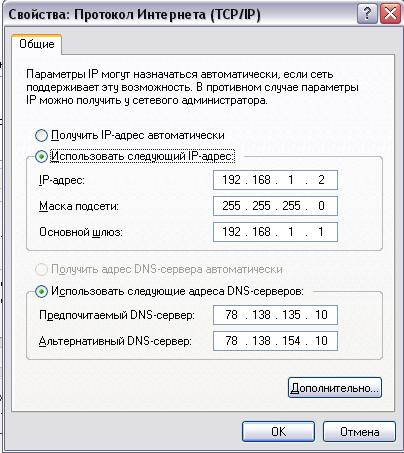 Свойства: Протокол Интернета (TCP/IP)
Общие
Параметры IP могут назначаться автоматически, если сеть
поддерживает эту возможность. В противном случае параметры
IP можно получить у сетевого администратора.
Получить IP-адрес автоматически
Использовать следующий IP-адрес:
IP-адрес: 192 . 168 . 1 . 2
Маска подсети: 255 . 255 . 255 . 0
Основной шлюз: 192 . 168 . 1 . 1
Получить адрес DNS-сервера автоматически
Использовать следующие адреса DNS-серверов:
Предпочитаемый DNS-сервер: 78 . 138 . 135 . 10
Альтернативный DNS-сервер: 78 . 138 . 154 . 10
Дополнительно...
OK Отмена